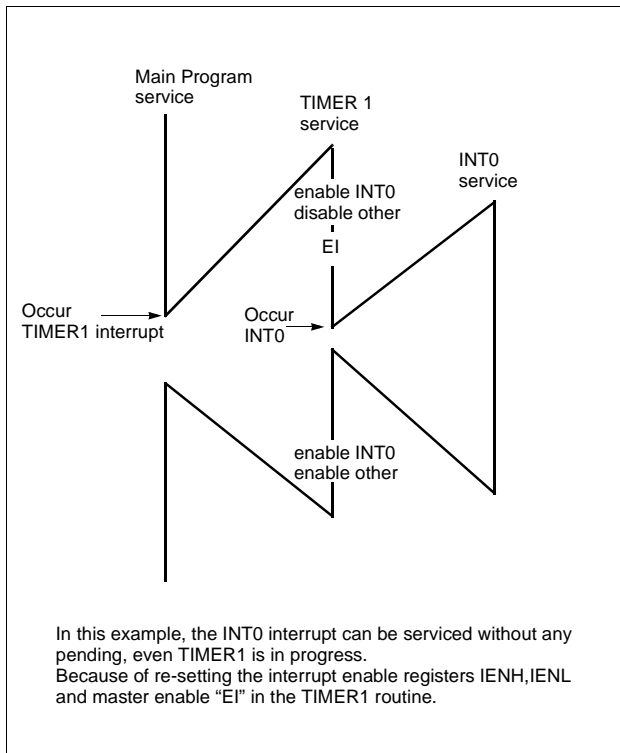 Main Program
service
TIMER 1
service
INT0
service
enable INT0
disable other
EI
Occur
TIMER1 interrupt
Occur
INT0
enable INT0
enable other
In this example, the INT0 interrupt can be serviced without any
pending, even TIMER1 is in progress.
Because of re-setting the interrupt enable registers IENH,IENL
and master enable “EI” in the TIMER1 routine.